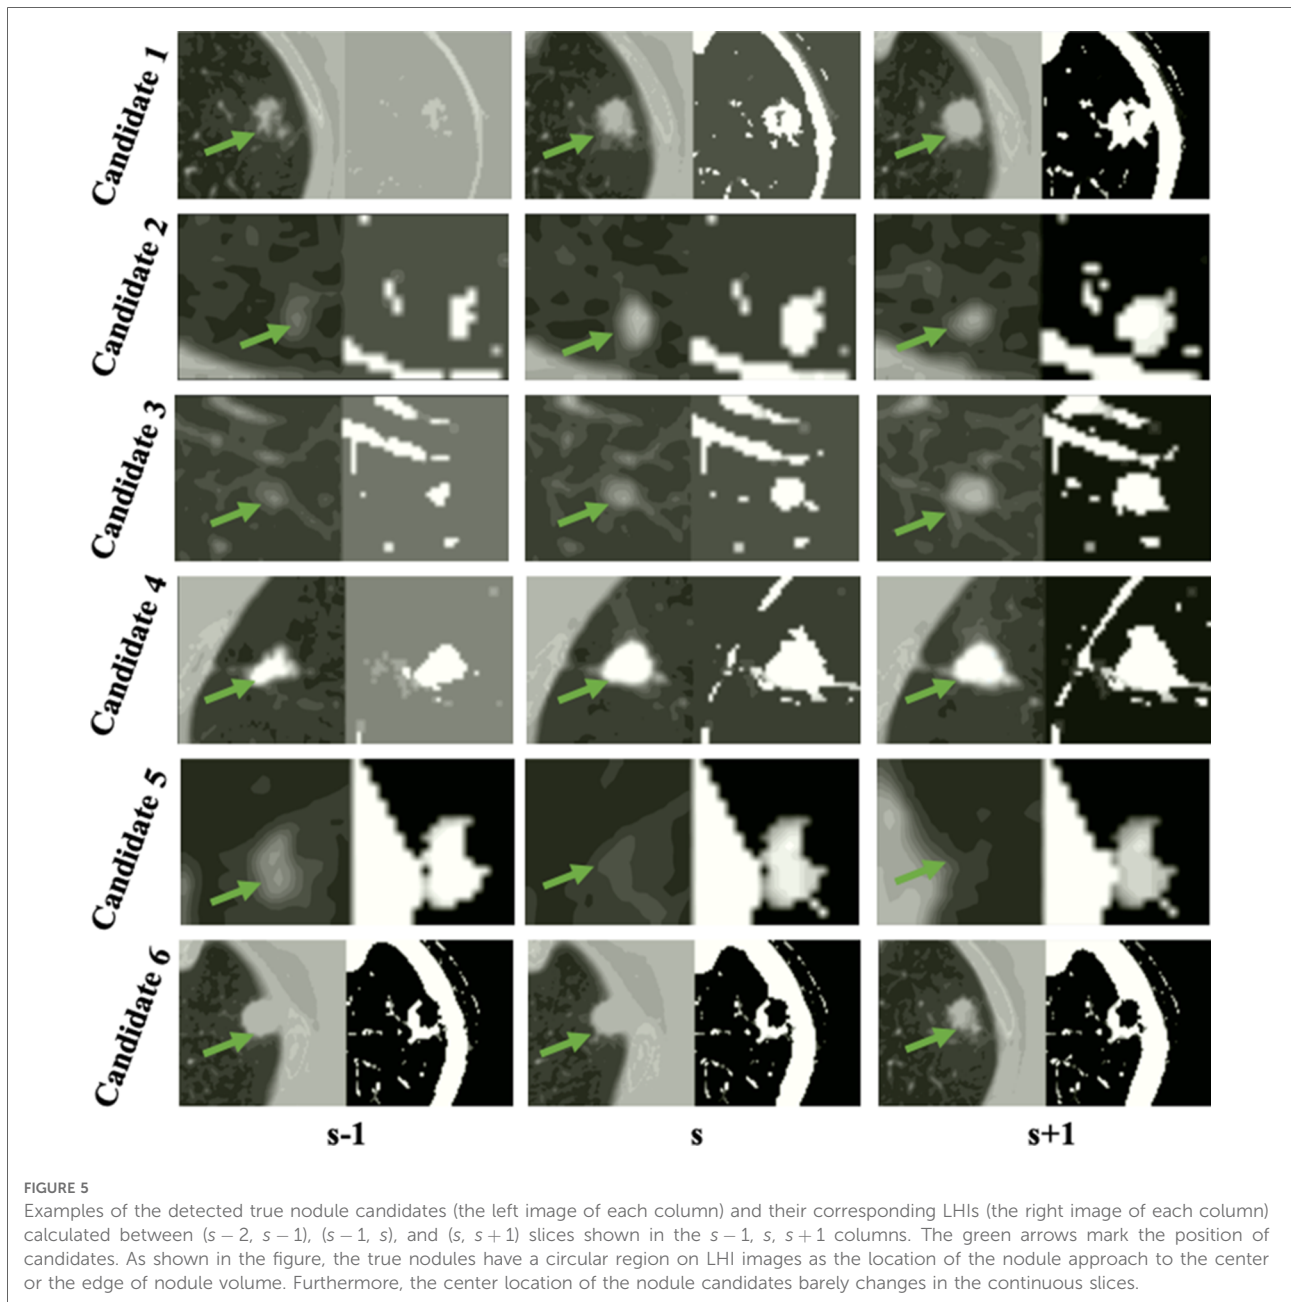 Candidate 1
Candidate 2
Candidate 3
Candidate 4
Candidate 5
Candidate 6
s-1 s s+1
FIGURE 5
Examples of the detected true nodule candidates (the left image of each column) and their corresponding LHIs (the right image of each column)
calculated between (s − 2, s − 1), (s − 1, s), and (s, s + 1) slices shown in the s − 1, s, s + 1 columns. The green arrows mark the position of
candidates. As shown in the figure, the true nodules have a circular region on LHI images as the location of the nodule approach to the center
or the edge of nodule volume. Furthermore, the center location of the nodule candidates barely changes in the continuous slices.